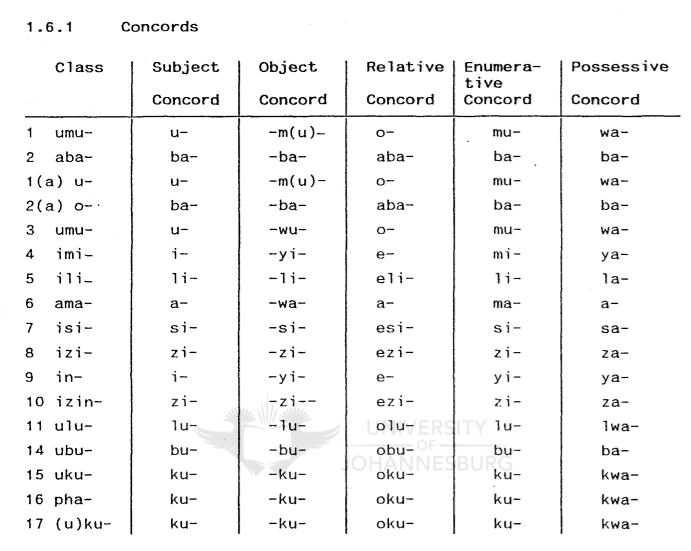 1.6.1 Concords
Class Subject Object Relative Enumera- Possessive
tive
Concord Concord Concord Concord Concord
1 umu- u- -m(u)- o- mu- wa-
2 aba- ba- -ba- aba- ba- ba-
1(a) u- u- -m(u)- o- mu- wa-
2(a) o- ba- -ba- aba- ba- ba-
3 umu- u- -wu- o- mu- wa-
4 imi- i- -yi- e- mi- ya-
5 ili- li- -li- eli- li- la-
6 ama- a- -wa- a- ma- a-
7 isi- si- -si- esi- si- sa-
8 izi- zi- -zi- ezi- zi- za-
9 in- i- -yi- e- yi- ya-
10 izin- zi- -zi-- ezi- zi- za-
11 ulu- lu- -lu- olu- lu- lwa-
14 ubu- bu- -bu- obu- bu- ba-
15 uku- ku- -ku- oku- ku- kwa-
16 pha- ku- -ku- oku- ku- kwa-
17 (u)ku- ku- -ku- oku- ku- kwa-
UNIVERSITY
OF
JOHANNESBURG